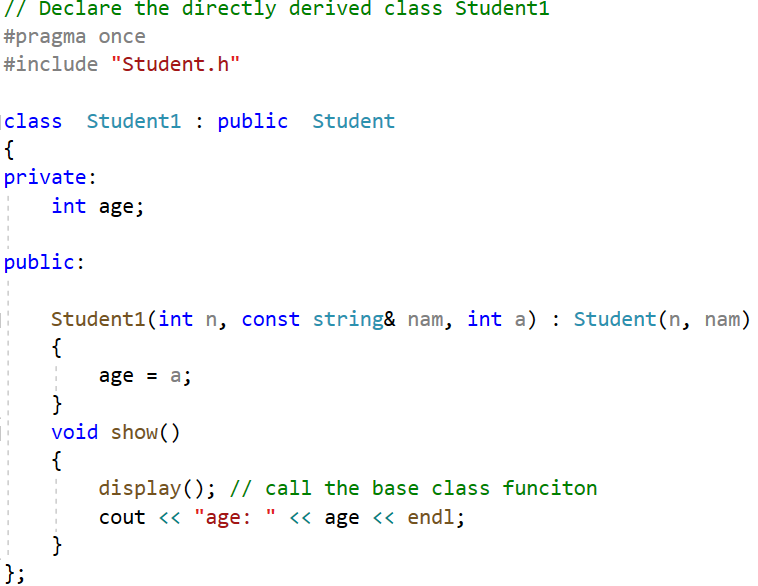 // Declare the directly derived class Student1
#pragma once
#include "Student.h"
class  Student1 : public  Student
{
private:
    int age;
public:
    Student1(int n, const string& nam, int a) : Student(n, nam)
    {
        age = a;
    }
    void show()
    {
        display(); // call the base class funciton
        cout << "age: " << age << endl;
    }
};